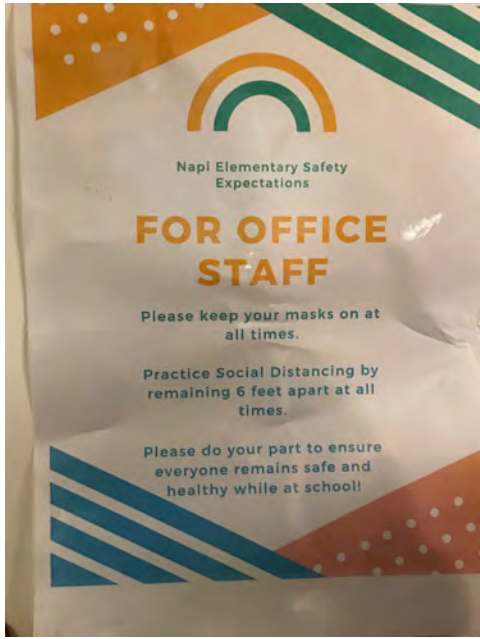 Napi Elementary Safety
Expectations
FOR OFFICE
STAFF
Please keep your masks on at
all times.
Practice Social Distancing by
remaining 6 feet apart at all
times.
Please do your part to ensure
everyone remains safe and
healthy while at school!